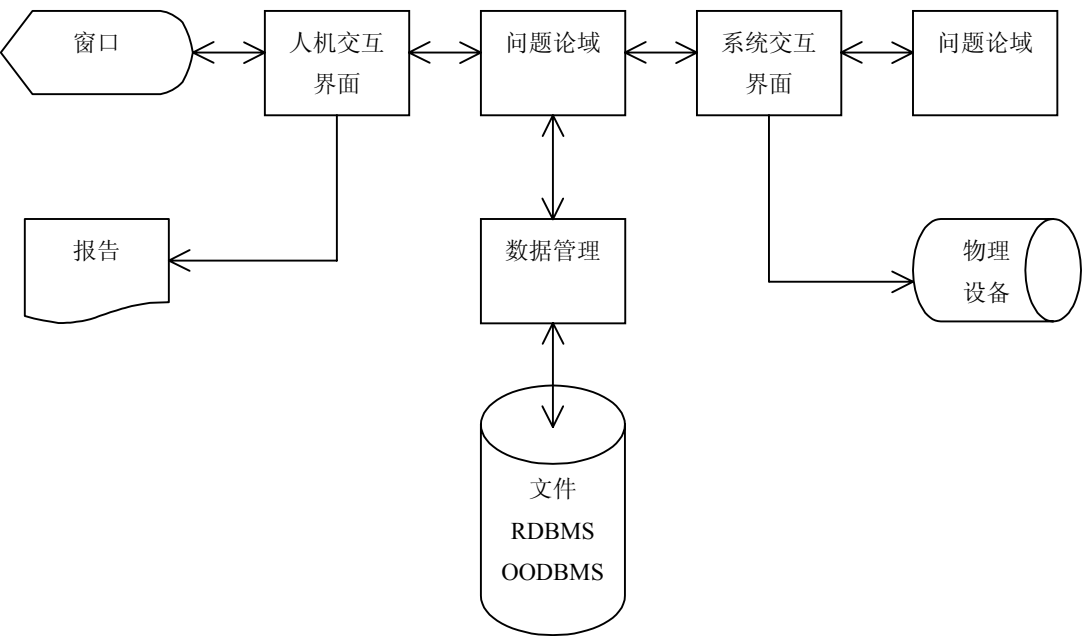 窗口
人机交互
界面
问题论域
系统交互
界面
问题论域
报告
数据管理
物理
设备
文件
RDBMS
OODBMS